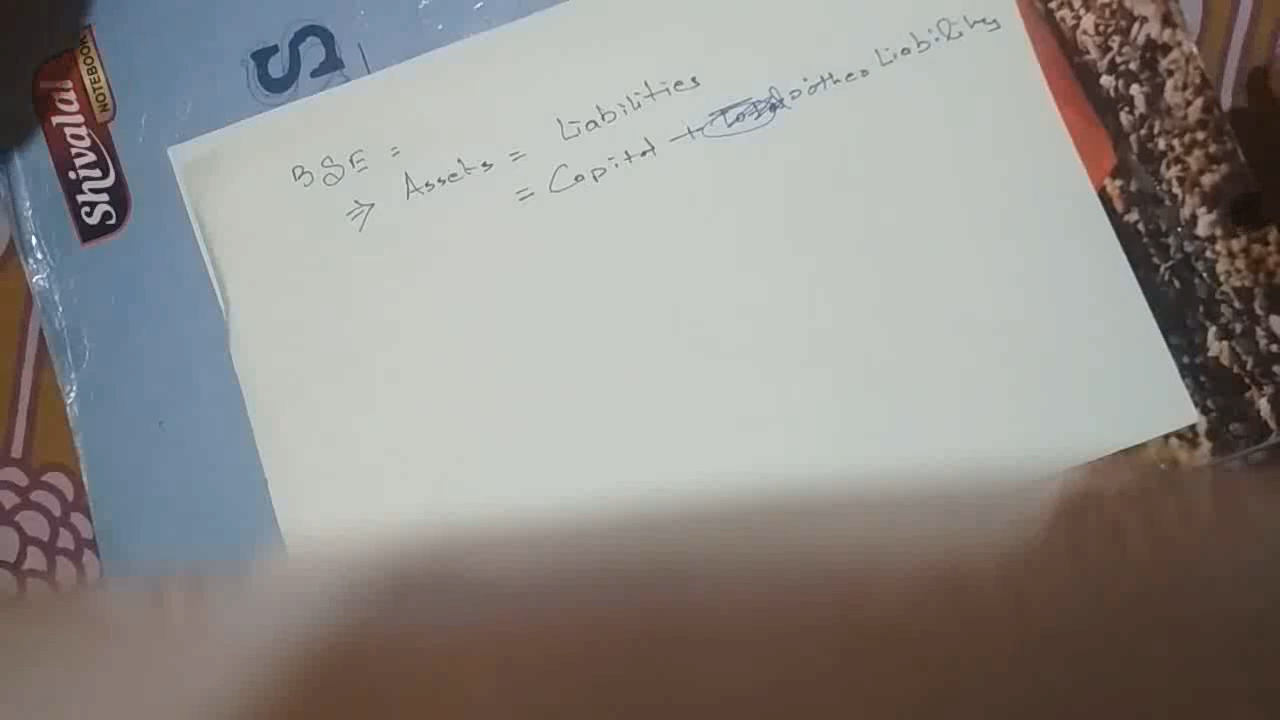 Shivalal
NOTEBOOK
S
BSE =
⇒ Assets = Liabilities
= Capital + other Liability